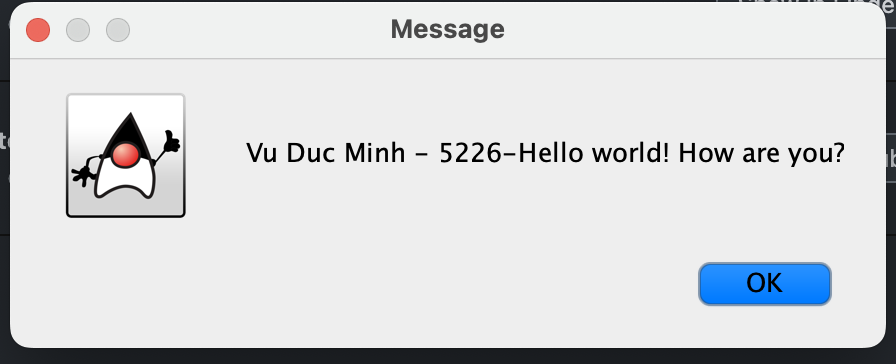 Message
Vu Duc Minh - 5226-Hello world! How are you?
OK